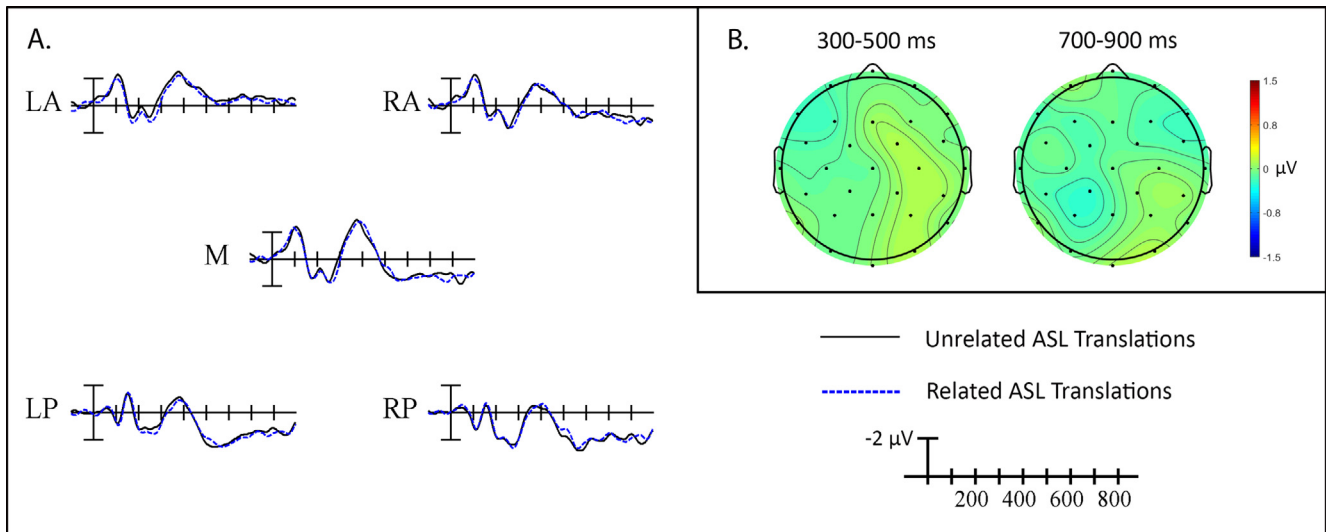 A.
LA
RA
M
LP
RP
B.
300-500 ms
700-900 ms
1.5
0.8
0
-0.8
-1.5
μV
Unrelated ASL Translations
Related ASL Translations
-2 μV
200 400 600 800